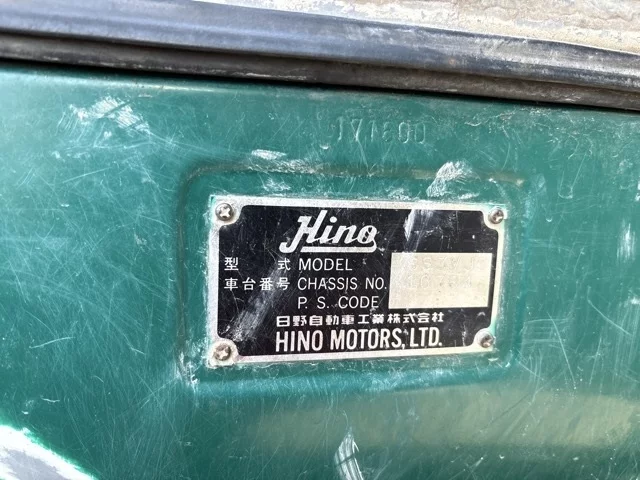 171800
Hino
型 式 MODEL
車台番号 CHASSIS NO.
P. S. CODE
日野自動車工業株式会社
HINO MOTORS, LTD.